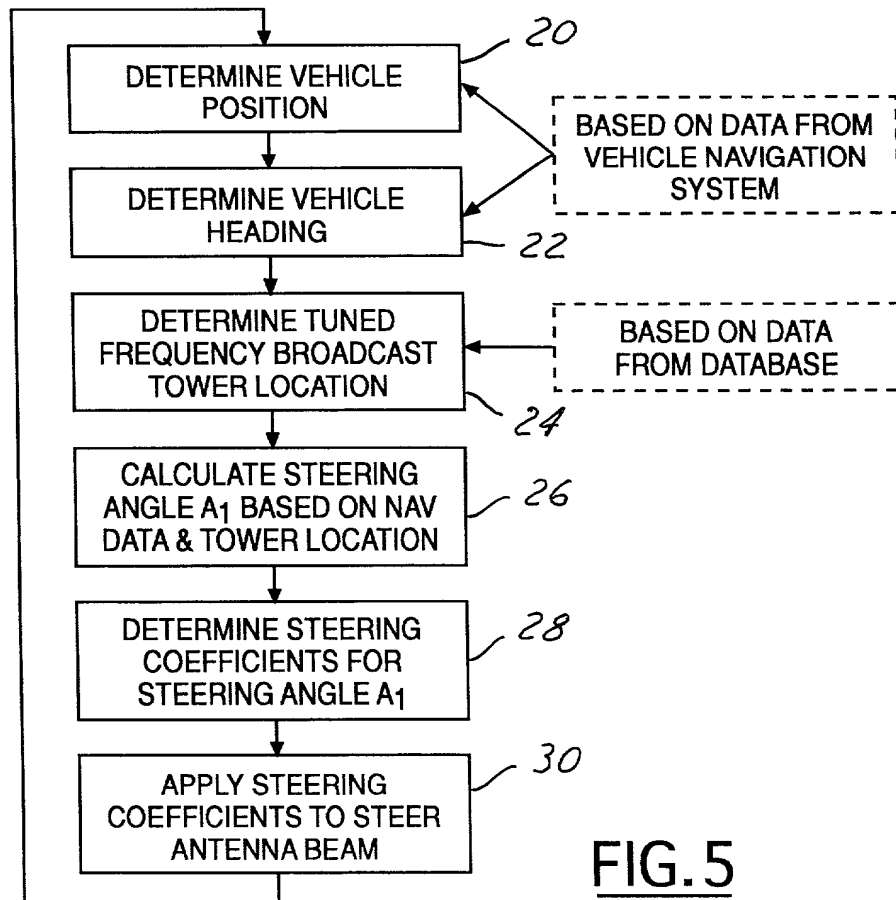 20
DETERMINE VEHICLE
POSITION
BASED ON DATA FROM
VEHICLE NAVIGATION
SYSTEM
DETERMINE VEHICLE
HEADING
22
DETERMINE TUNED
FREQUENCY BROADCAST
TOWER LOCATION
BASED ON DATA
FROM DATABASE
24
CALCULATE STEERING
ANGLE A1 BASED ON NAV
DATA & TOWER LOCATION
26
DETERMINE STEERING
COEFFICIENTS FOR
STEERING ANGLE A1
28
APPLY STEERING
COEFFICIENTS TO STEER
ANTENNA BEAM
30
FIG. 5